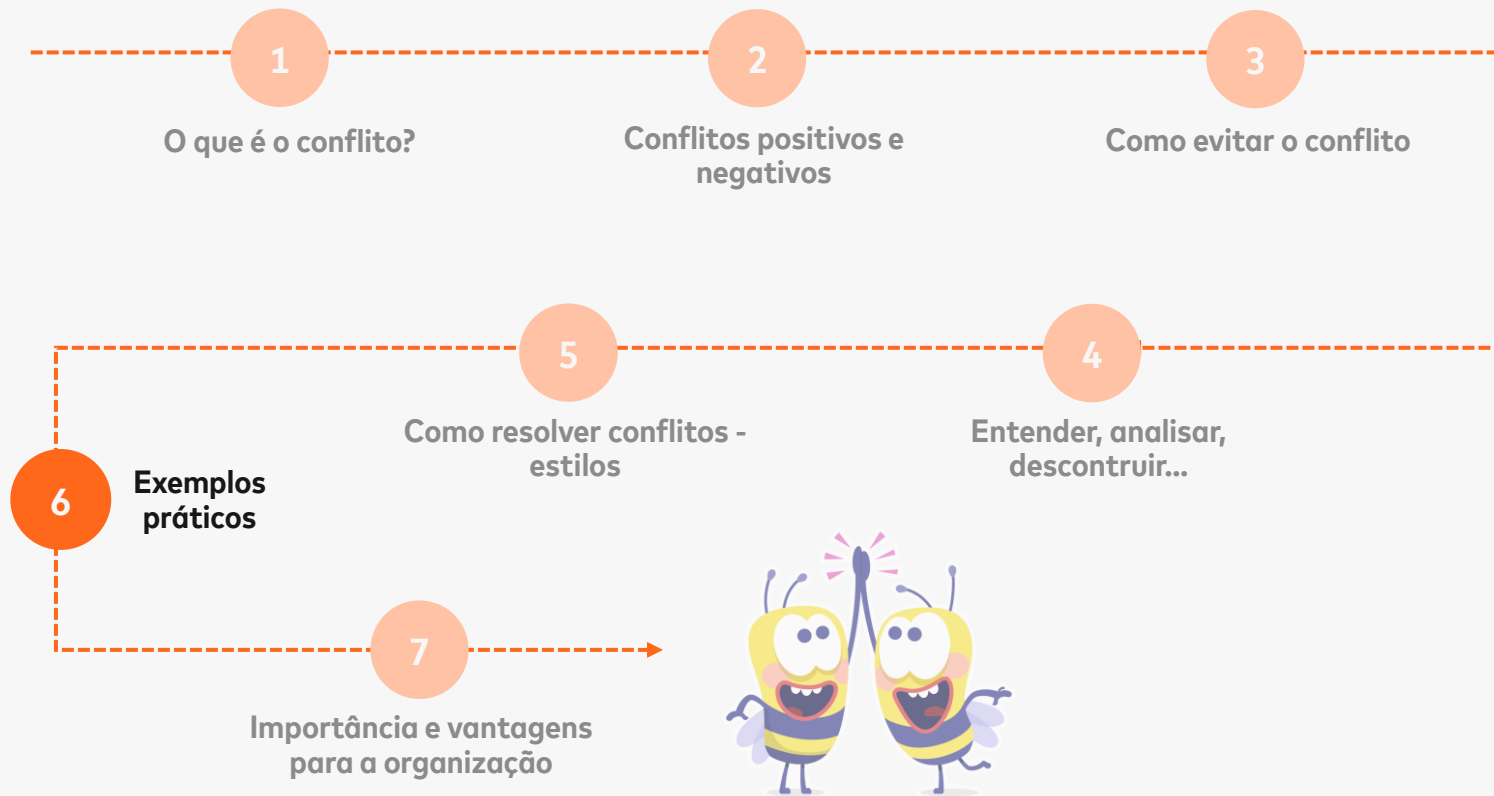 1
O que é o conflito?
2
Conflitos positivos e
negativos
3
Como evitar o conflito
4
Entender, analisar,
descontruir...
5
Como resolver conflitos -
estilos
6
Exemplos
práticos
7
Importância e vantagens
para a organização